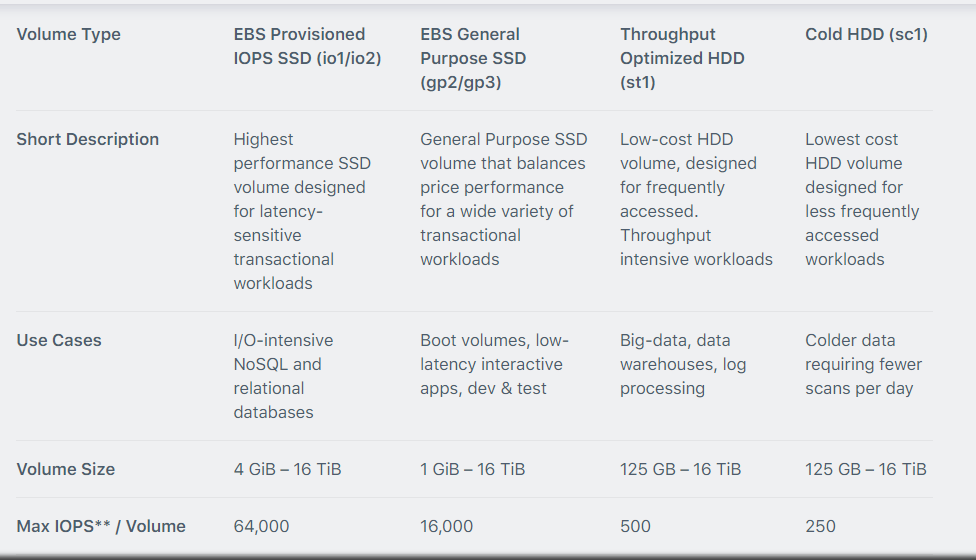 Volume Type
EBS Provisioned
IOPS SSD (io1/io2)
EBS General
Purpose SSD
(gp2/gp3)
Throughput
Optimized HDD
(st1)
Cold HDD (sc1)
Short Description
Highest
performance SSD
volume designed
for latency-
sensitive
transactional
workloads
General Purpose SSD
volume that balances
price performance
for a wide variety of
transactional
workloads
Low-cost HDD
volume, designed
for frequently
accessed.
Throughput
intensive workloads
Lowest cost
HDD volume
designed for
less frequently
accessed
workloads
Use Cases
I/O-intensive
NoSQL and
relational
databases
Boot volumes, low-
latency interactive
apps, dev & test
Big-data, data
warehouses, log
processing
Colder data
requiring fewer
scans per day
Volume Size
4 GiB – 16 TiB
1 GiB – 16 TiB
125 GB – 16 TiB
125 GB – 16 TiB
Max IOPS** / Volume
64,000
16,000
500
250